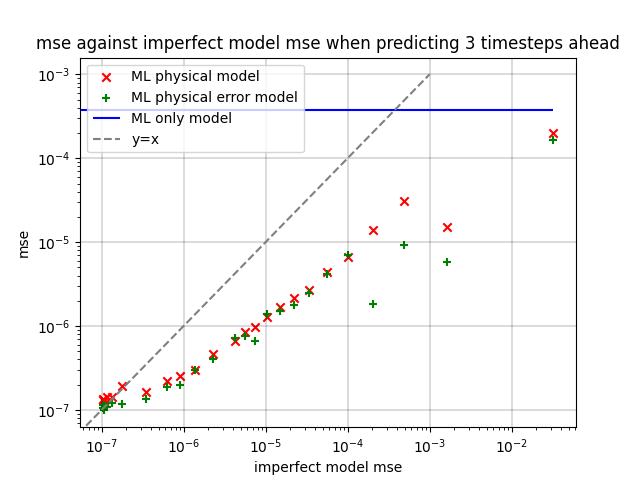 mse against imperfect model mse when predicting 3 timesteps ahead
ML physical model
ML physical error model
ML only model
y=x
mse
10⁻³
10⁻⁴
10⁻⁵
10⁻⁶
10⁻⁷
10⁻⁷ 10⁻⁶ 10⁻⁵ 10⁻⁴ 10⁻³ 10⁻²
imperfect model mse